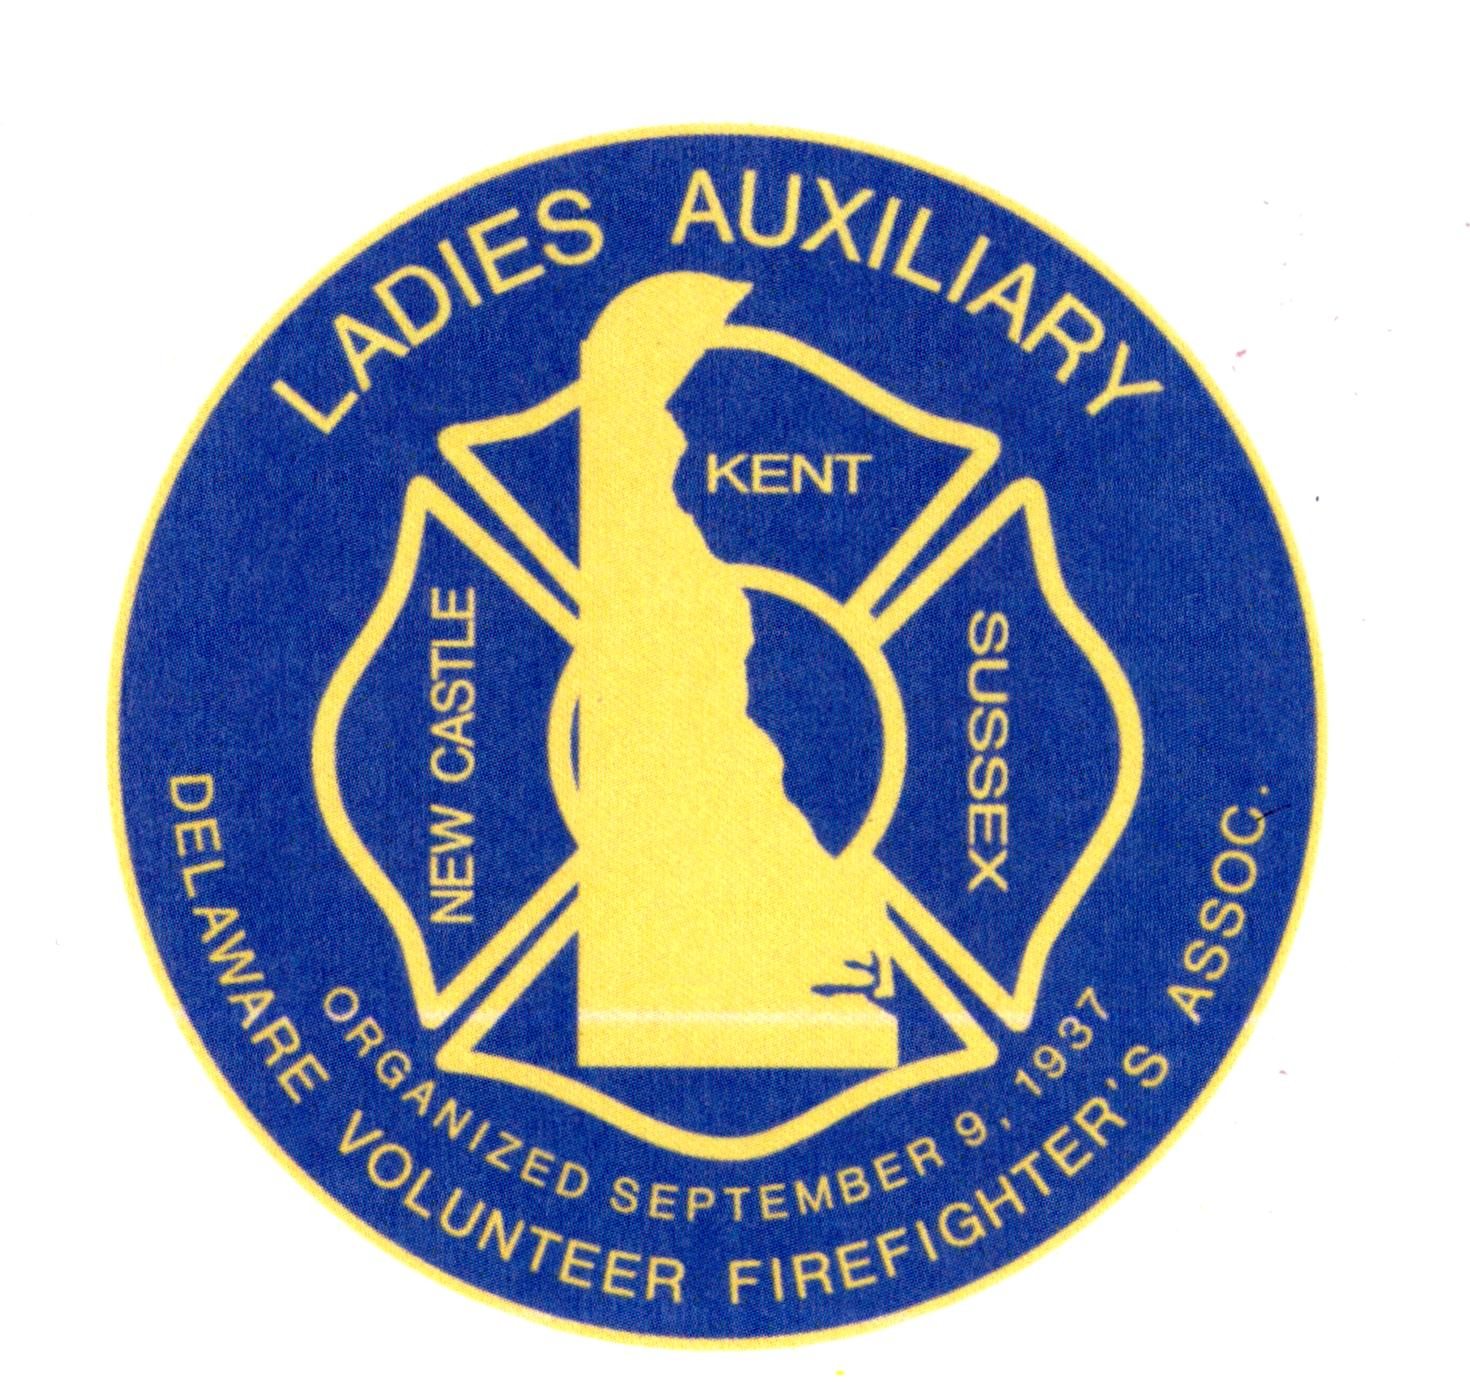 LADIES AUXILIARY
KENT
NEW CASTLE
SUSSEX
ORGANIZED SEPTEMBER 9, 1937
DELAWARE VOLUNTEER FIREFIGHTER'S ASSOC.